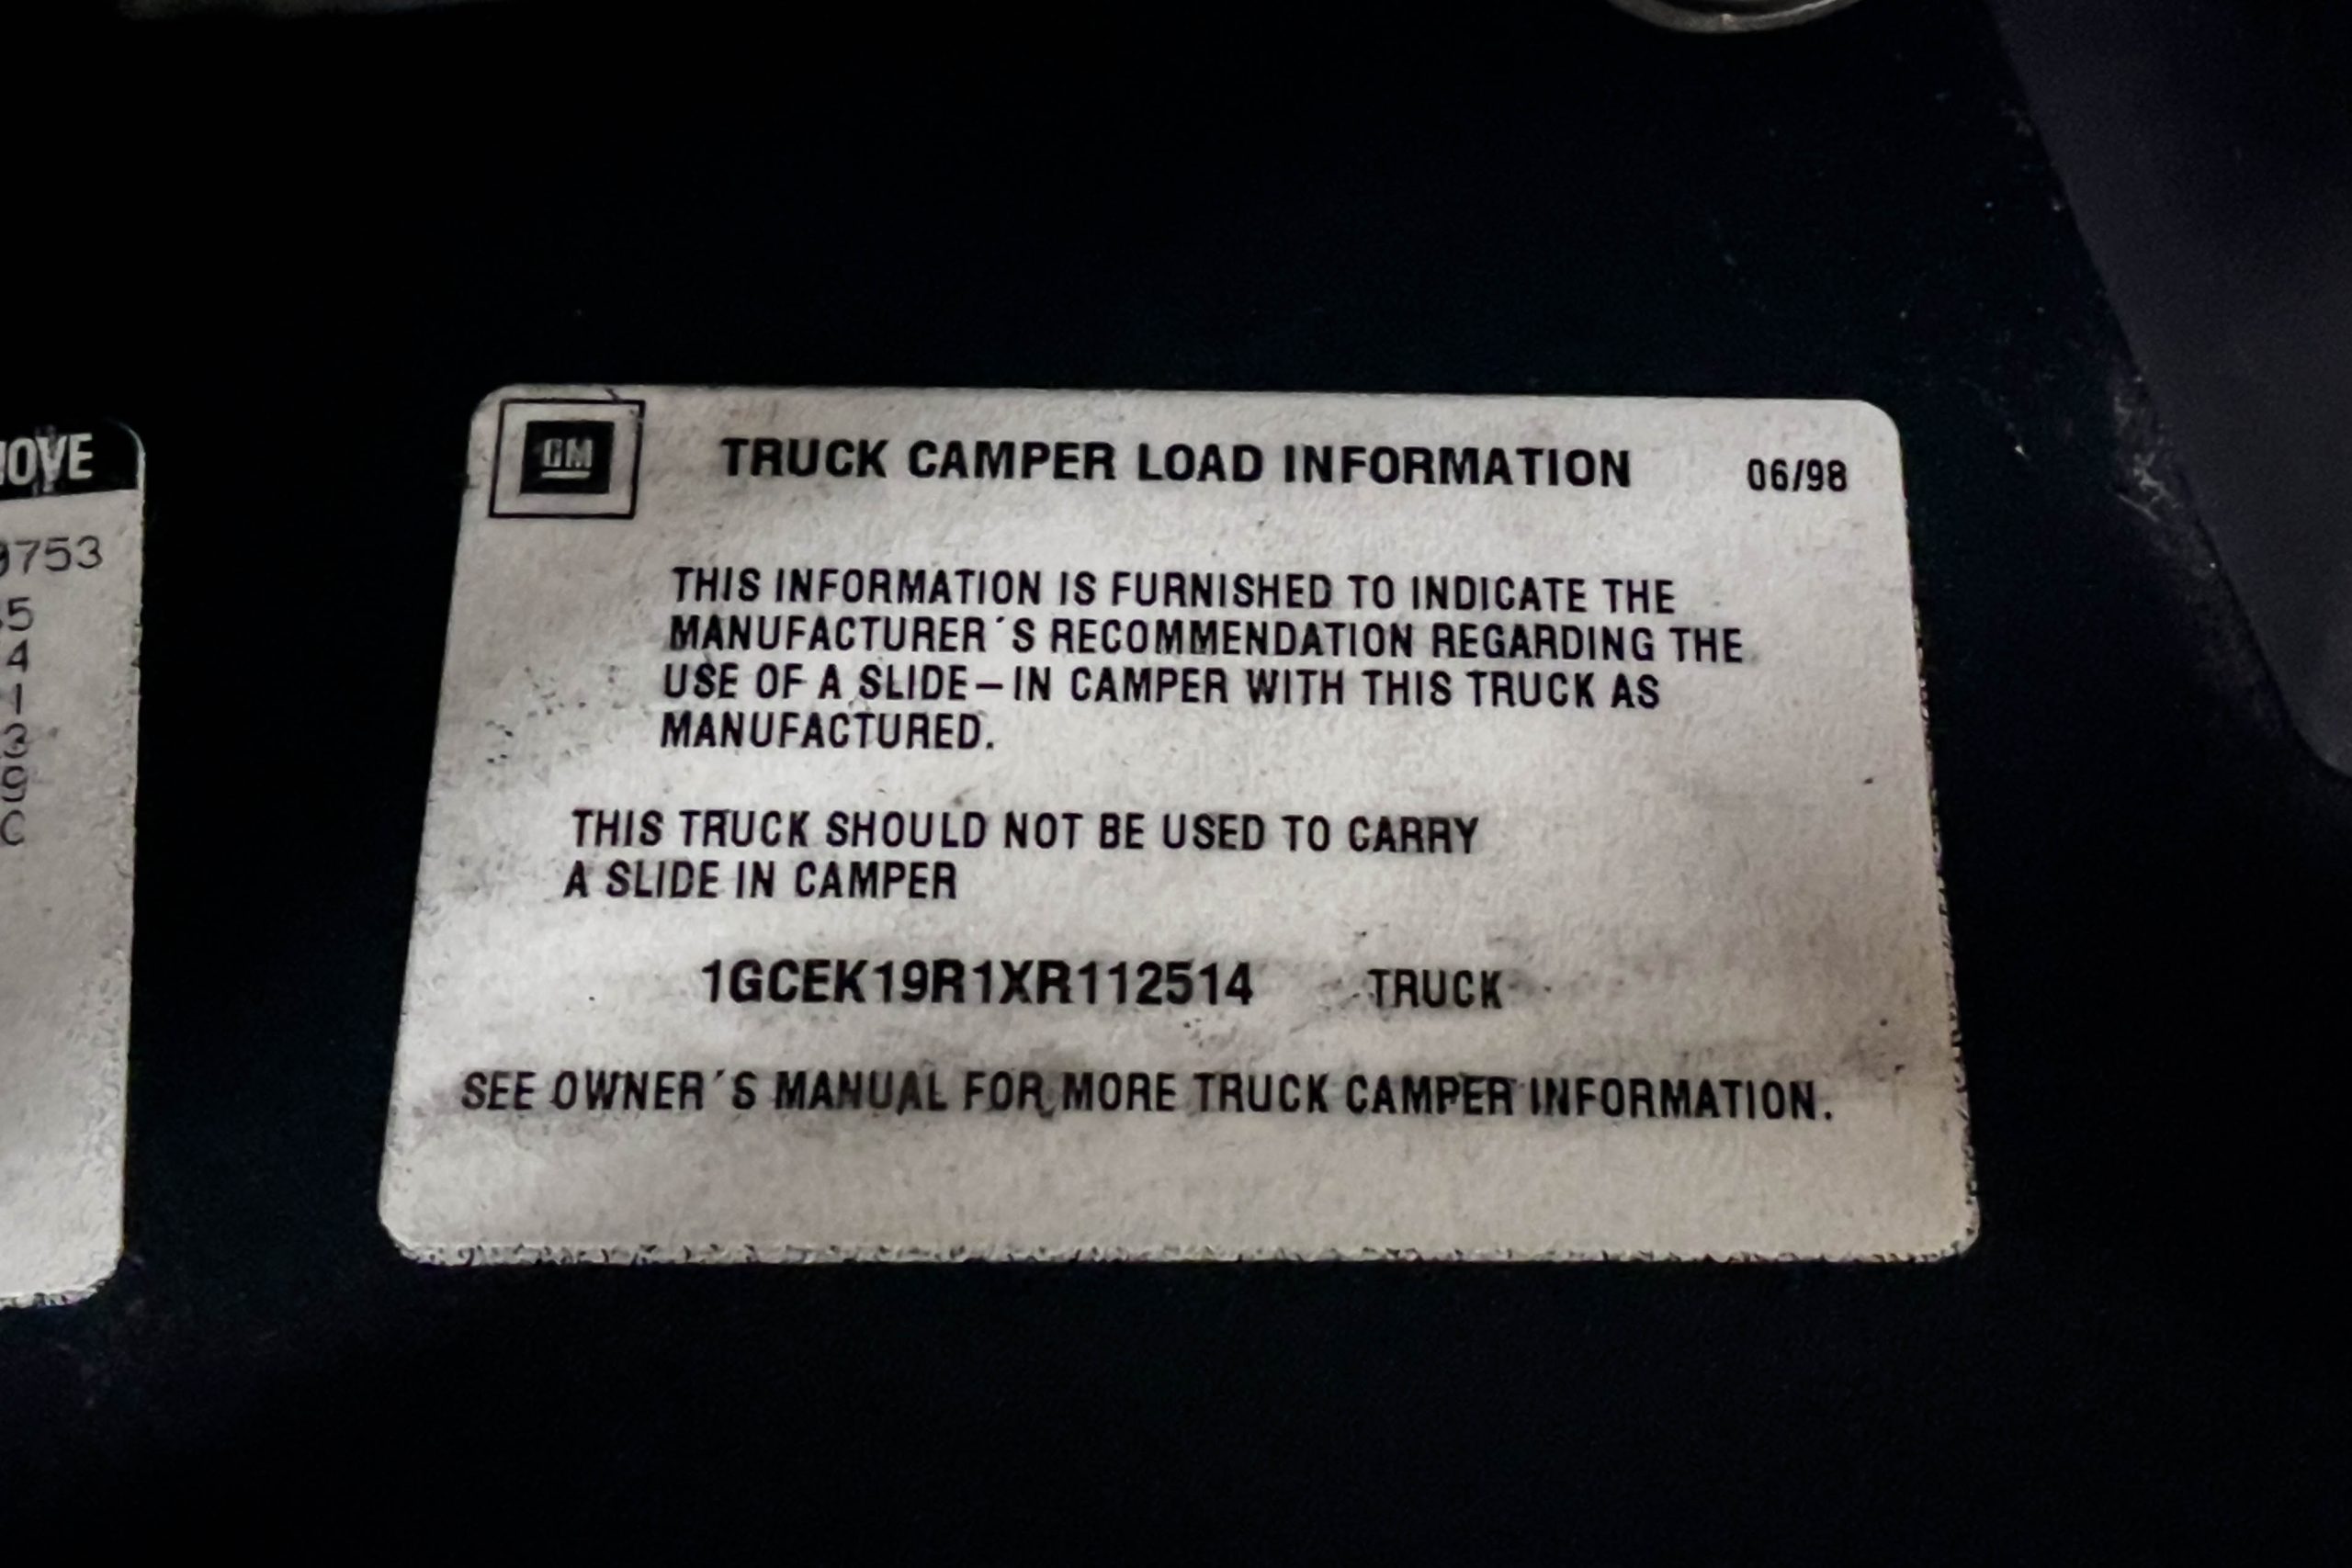 GM
TRUCK CAMPER LOAD INFORMATION 06/98
THIS INFORMATION IS FURNISHED TO INDICATE THE
MANUFACTURER´S RECOMMENDATION REGARDING THE
USE OF A SLIDE–IN CAMPER WITH THIS TRUCK AS
MANUFACTURED.
THIS TRUCK SHOULD NOT BE USED TO CARRY
A SLIDE IN CAMPER
1GCEK19R1XR112514 TRUCK
SEE OWNER´S MANUAL FOR MORE TRUCK CAMPER INFORMATION.